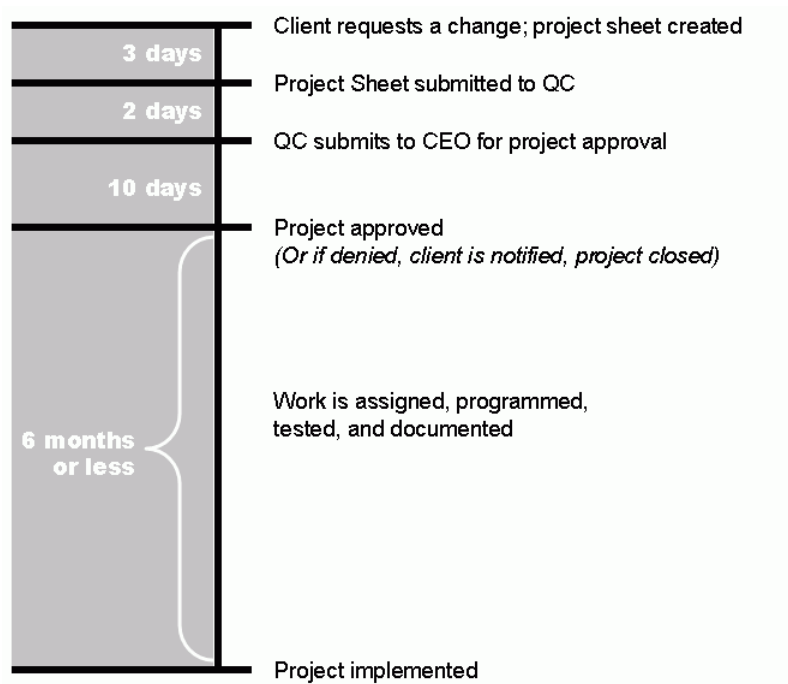 Client requests a change; project sheet created
3 days
Project Sheet submitted to QC
2 days
QC submits to CEO for project approval
10 days
Project approved
(Or if denied, client is notified, project closed)
Work is assigned, programmed,
tested, and documented
6 months
or less
Project implemented